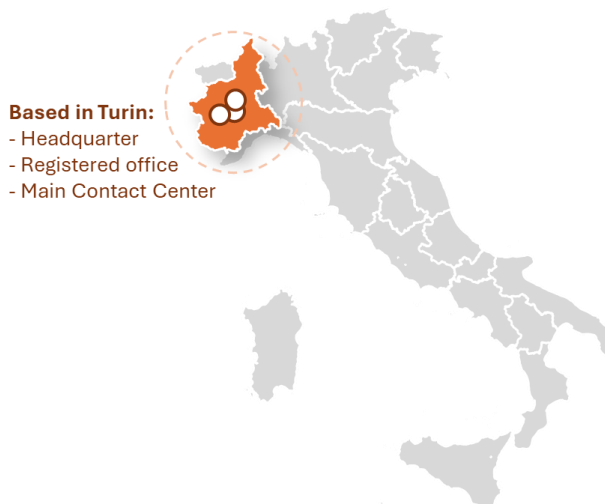 Based in Turin:
- Headquarter
- Registered office
- Main Contact Center